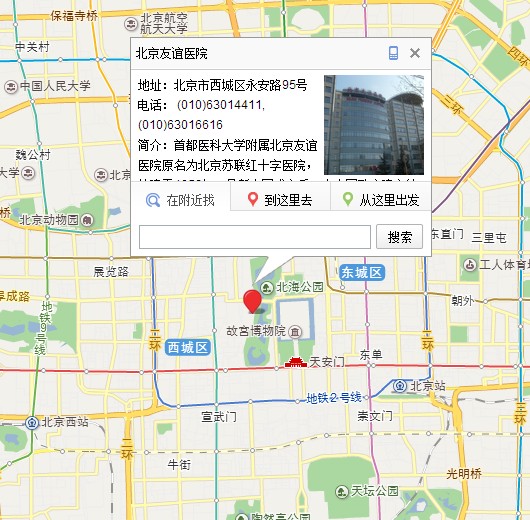 保福寺桥
北京航空
航天大学
中关村
四环
中国人民大学
三环
魏公村
北京动物园
北京友谊医院
地址：北京市西城区永安路95号
电话： (010)63014411,
(010)63016616
简介：首都医科大学附属北京友谊
医院原名为北京苏联红十字医院，
在附近找
到这里去
从这里出发
搜索
东直门
三里屯
工人体育场
展览路
北海公园
东城区
阜成路
朝外
地铁9号线
二环
故宫博物院
二环
西城区
天安门
东单
北京西站
宣武门
地铁2号线
北京站
崇文门
三环
二环
牛街
光明桥
天坛公园
陶然亭公园